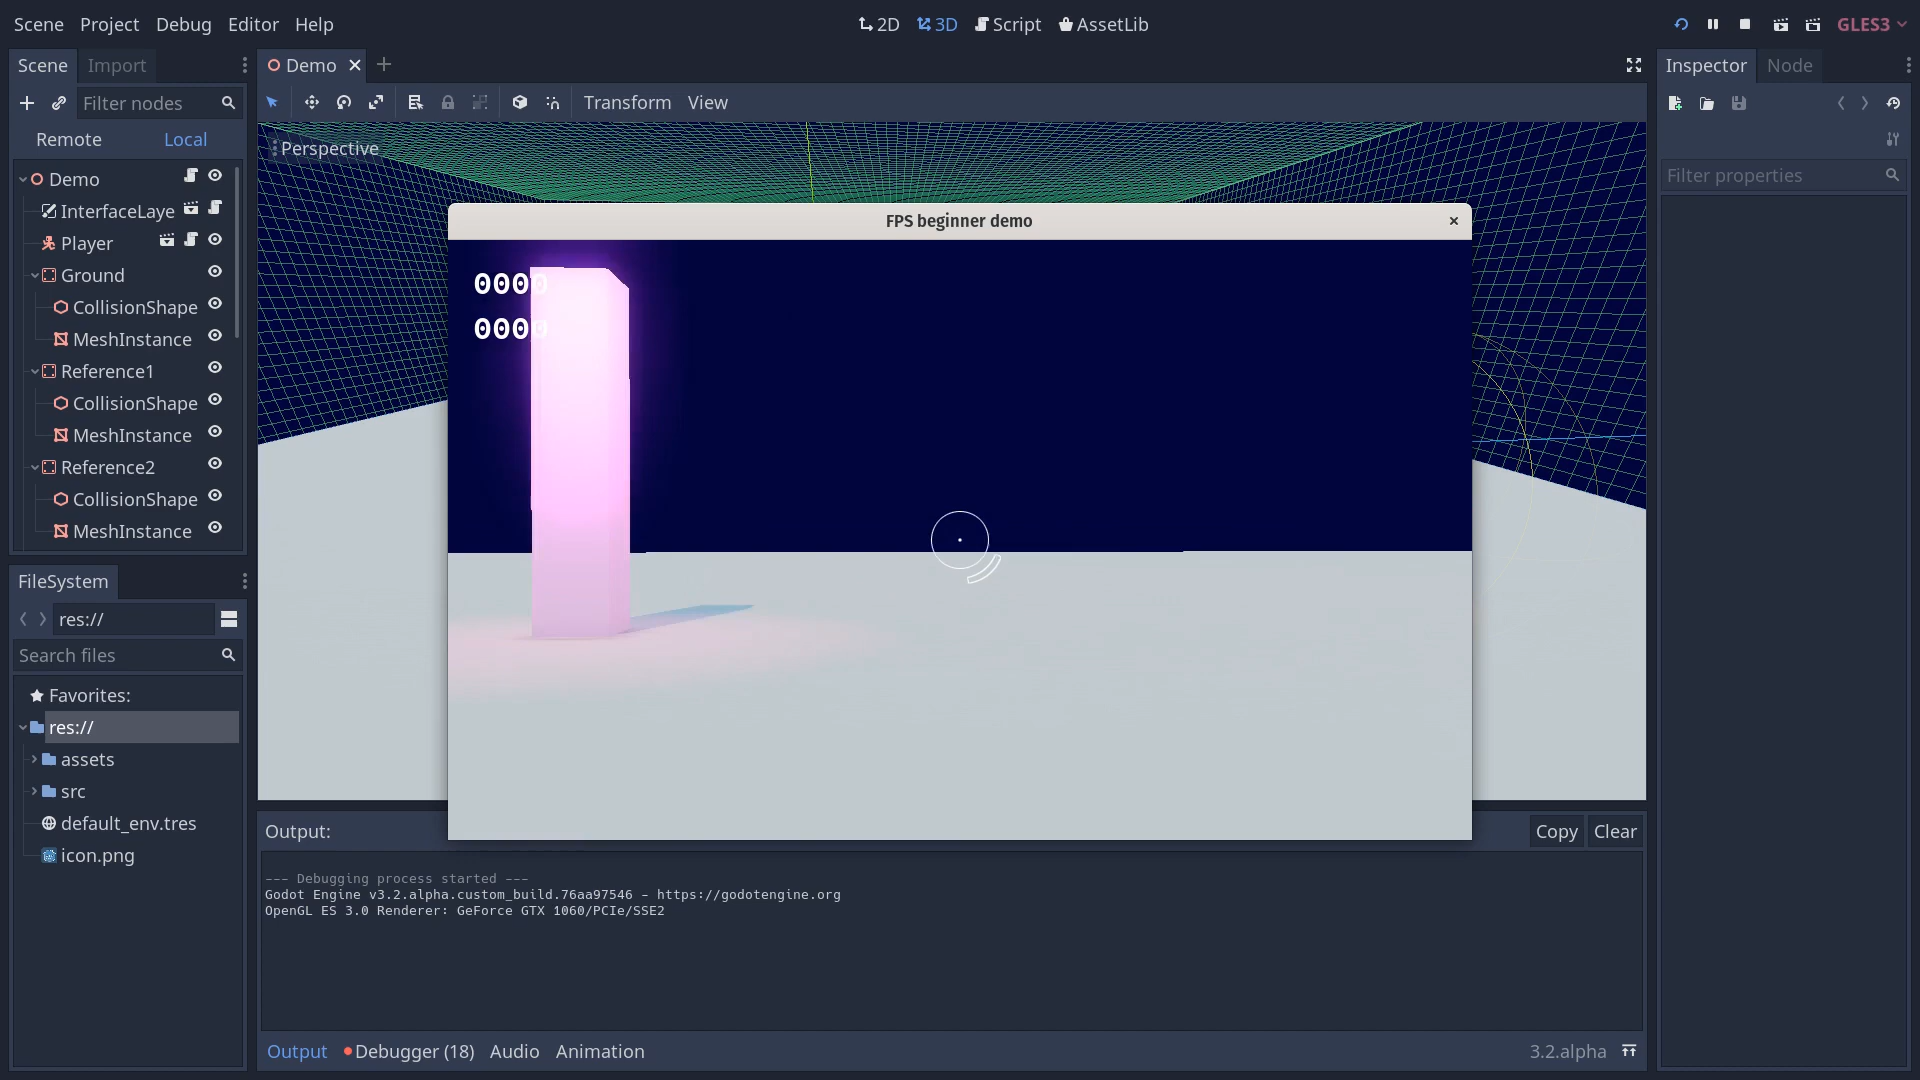 Scene Project Debug Editor Help
2D 3D Script AssetLib
GLES3
Scene Import
Demo
Inspector Node
Filter nodes
Transform View
Remote Local
Perspective
Filter properties
Demo
InterfaceLaye
Player
Ground
CollisionShape
MeshInstance
Reference1
CollisionShape
MeshInstance
Reference2
CollisionShape
MeshInstance
FPS beginner demo
0000
0000
FileSystem
res://
Search files
Favorites:
res://
assets
src
default_env.tres
icon.png
Output:
Copy Clear
--- Debugging process started ---
Godot Engine v3.2.alpha.custom_build.76aa97546 - https://godotengine.org
OpenGL ES 3.0 Renderer: GeForce GTX 1060/PCIe/SSE2
Output Debugger (18) Audio Animation
3.2.alpha